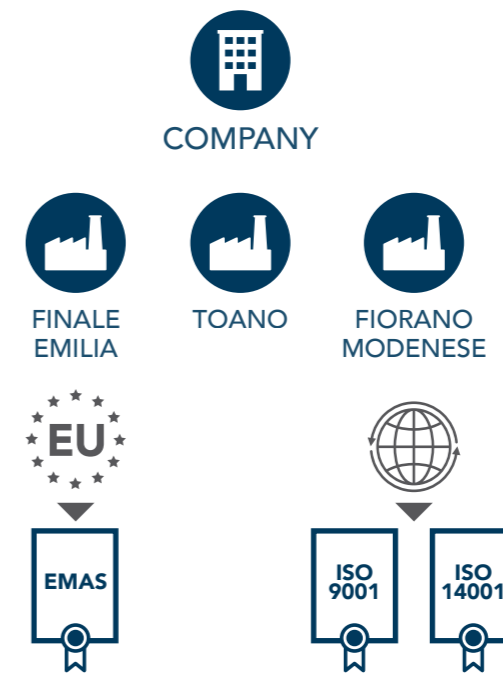 COMPANY
FINALE
EMILIA
TOANO
FIORANO
MODENESE
EU
EMAS
ISO
9001
ISO
14001